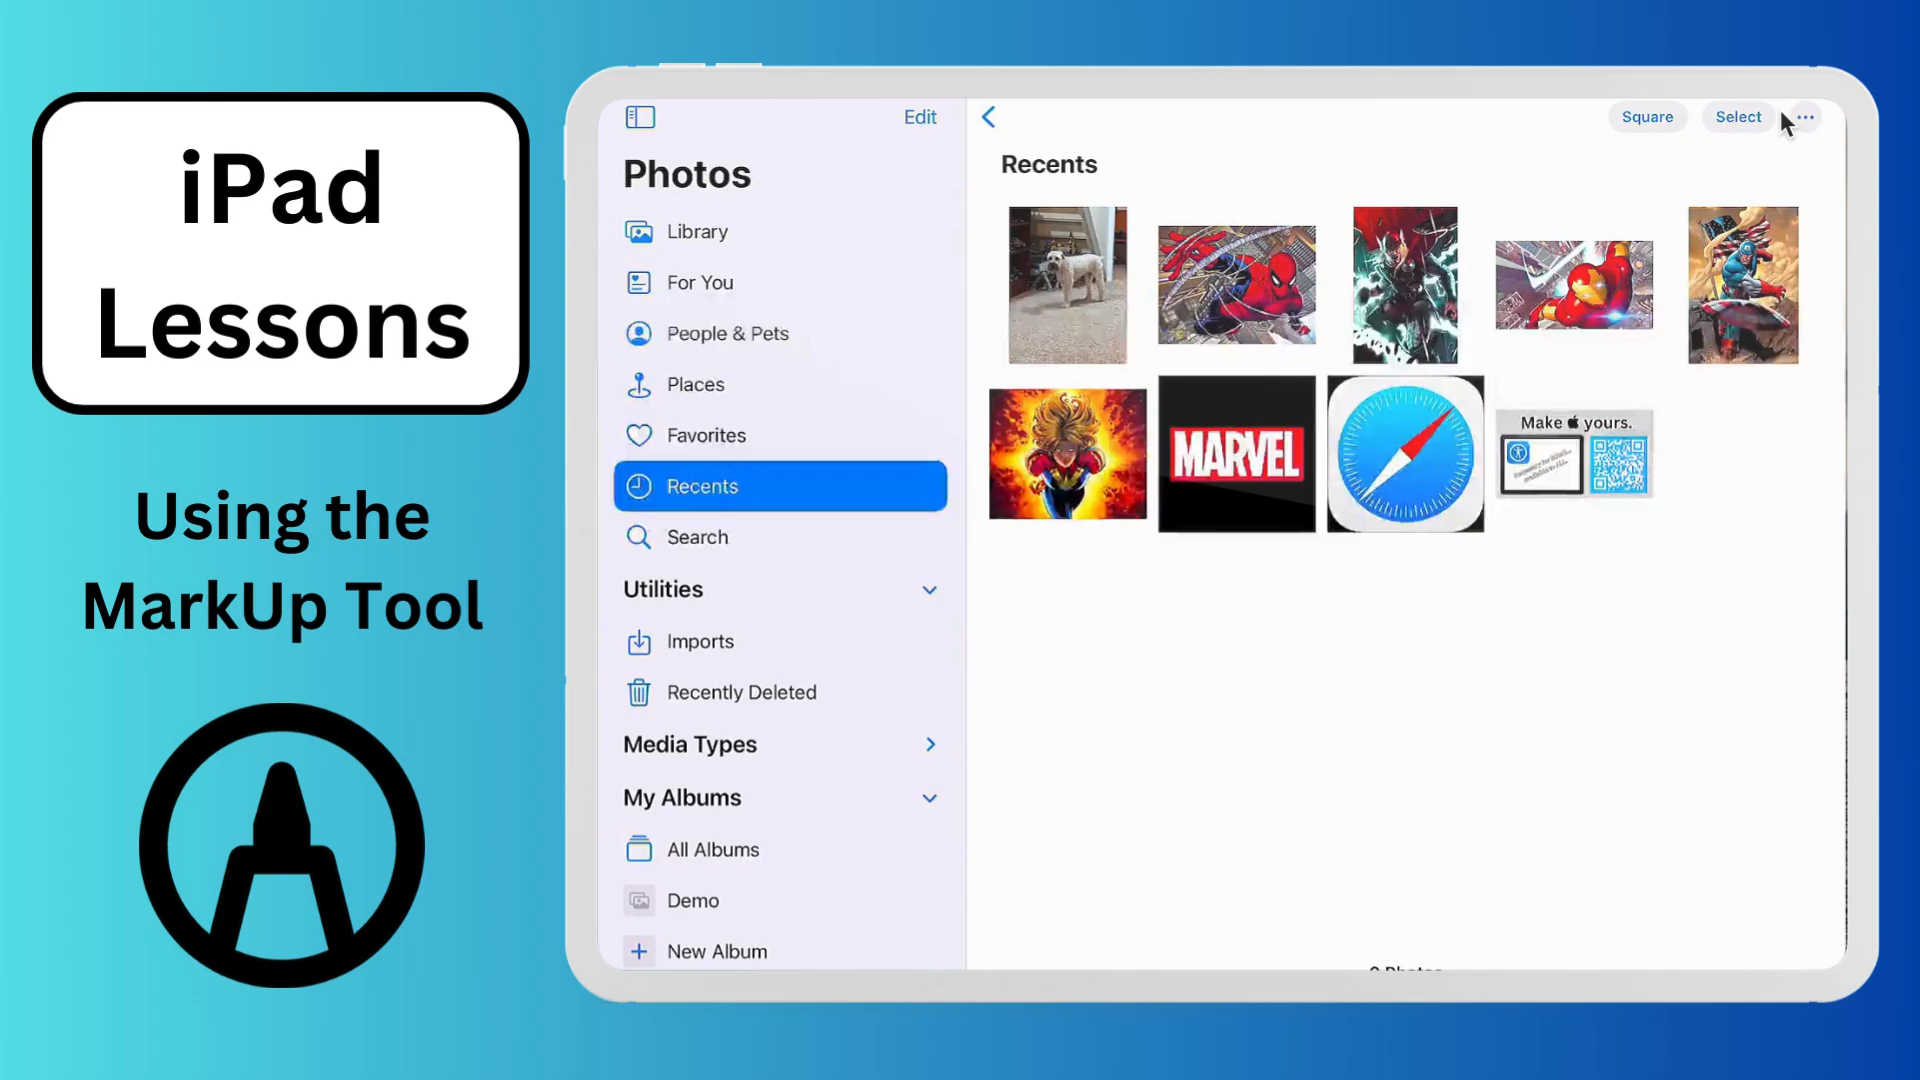 iPad
Lessons
Using the
MarkUp Tool
Edit
Photos
Library
For You
People & Pets
Places
Favorites
Recents
Search
Utilities
Imports
Recently Deleted
Media Types
My Albums
All Albums
Demo
New Album
Square
Select
Recents
MARVEL
Make yours.